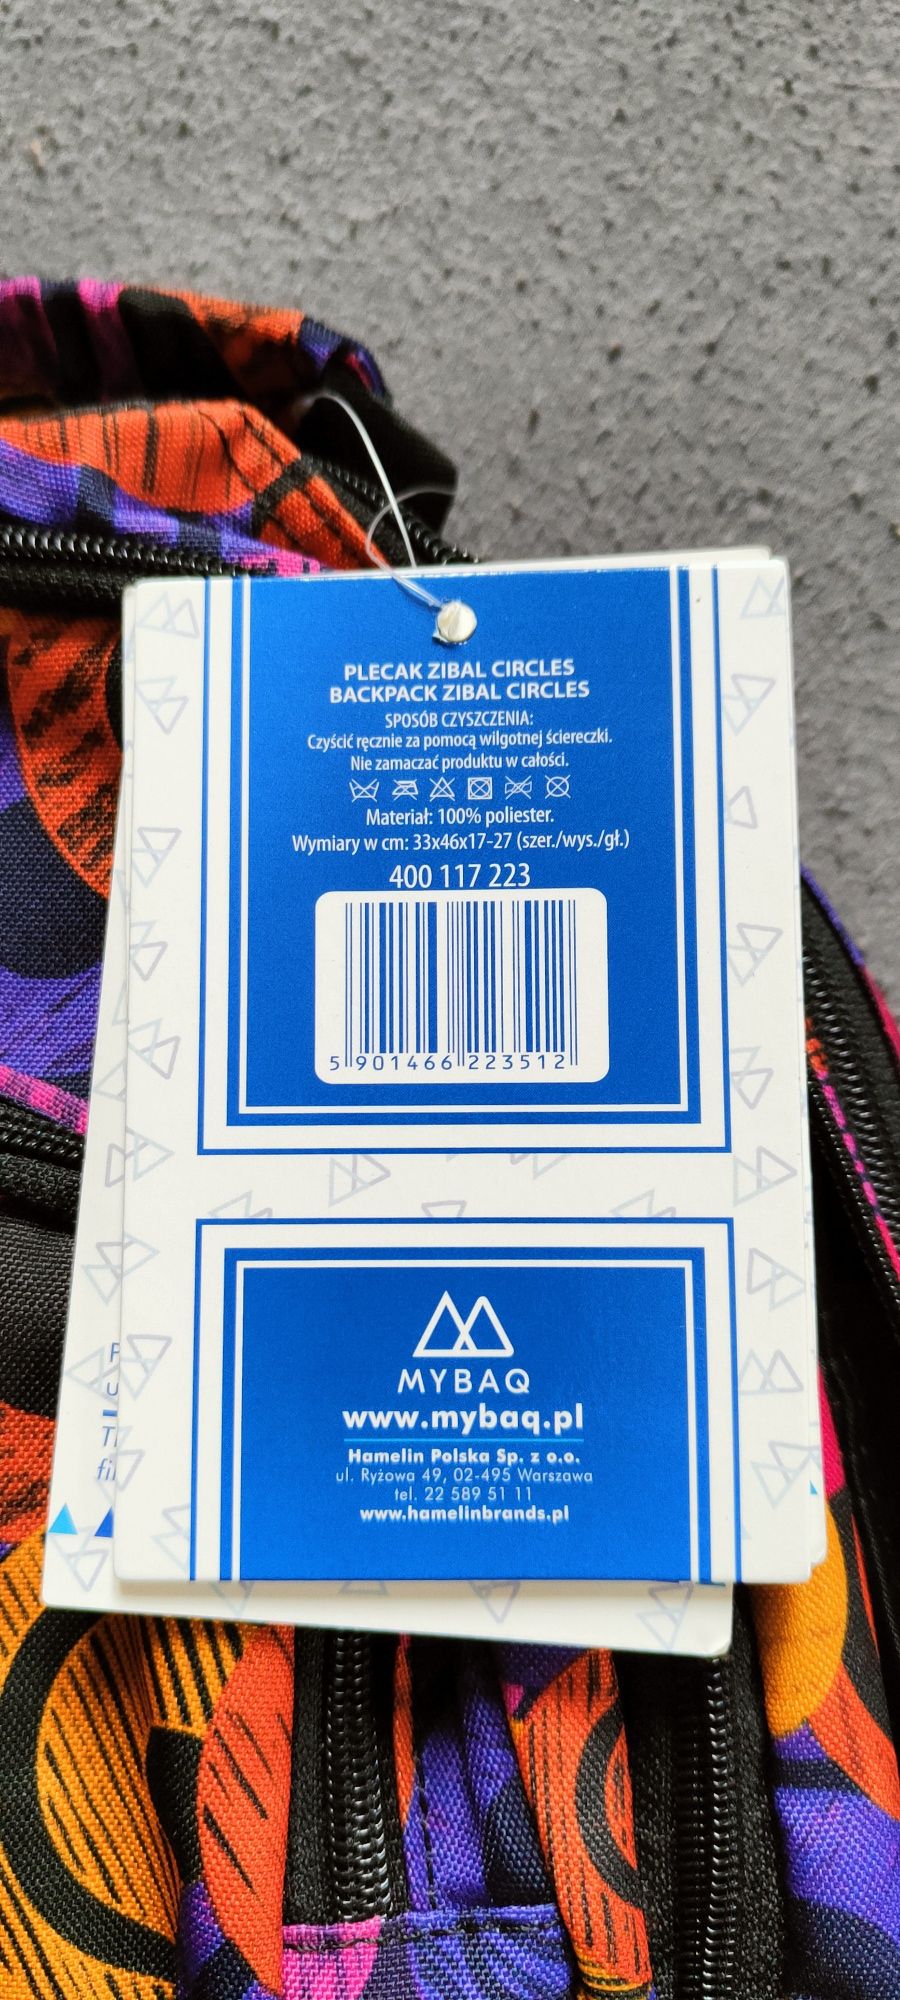 PLECAK ZIBAL CIRCLES
BACKPACK ZIBAL CIRCLES
SPOSÓB CZYSZCZENIA:
Czyścić ręcznie za pomocą wilgotnej ściereczki.
Nie zamaczać produktu w całości.
Materiał: 100% poliester.
Wymiary w cm: 33x46x17-27 (szer./wys./gł.)
400 117 223
5 901466 223512
MYBAQ
www.mybaq.pl
Hamelin Polska Sp. z o.o.
ul. Ryżowa 49, 02-495 Warszawa
tel. 22 589 51 11
www.hamelinbrands.pl